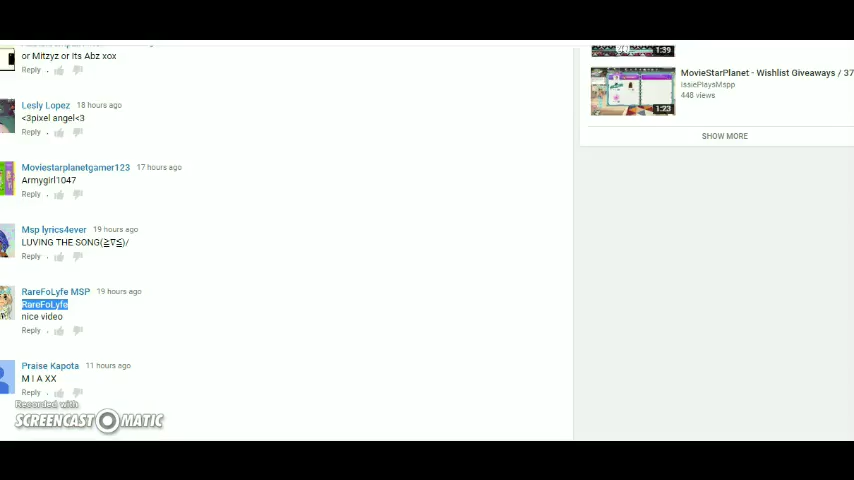 or Mitzyz or Its Abz xox
Reply
Lesly Lopez 18 hours ago
<3pixel angel<3
Reply
Moviestarplanetgamer123 17 hours ago
Armygirl1047
Reply
Msp lyrics4ever 19 hours ago
LUVING THE SONG(≧∇≦)/
Reply
RareFoLyfe MSP 19 hours ago
RareFoLyfe
nice video
Reply
Praise Kapota 11 hours ago
M I A XX
Reply
Recorded with
SCREENCAST O MATIC
1:39
MovieStarPlanet - Wishlist Giveaways / 37
IssiePlaysMspp
448 views
1:23
SHOW MORE